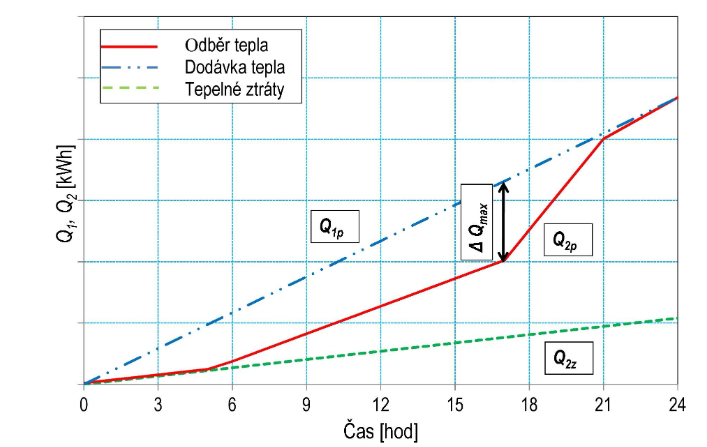 Odběr tepla
Dodávka tepla
Tepelné ztráty
Q1, Q2 [kWh]
Q1p
Δ Qmax
Q2p
Q2z
0 3 6 9 12 15 18 21 24
Čas [hod]